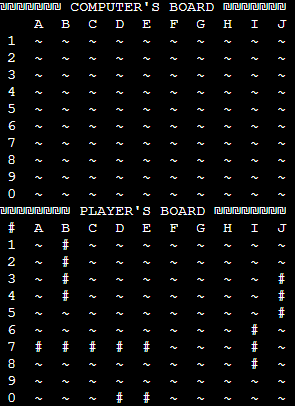 ₪₪₪₪₪₪₪ COMPUTER'S BOARD ₪₪₪₪₪₪₪
A B C D E F G H I J
1 ~ ~ ~ ~ ~ ~ ~ ~ ~ ~
2 ~ ~ ~ ~ ~ ~ ~ ~ ~ ~
3 ~ ~ ~ ~ ~ ~ ~ ~ ~ ~
4 ~ ~ ~ ~ ~ ~ ~ ~ ~ ~
5 ~ ~ ~ ~ ~ ~ ~ ~ ~ ~
6 ~ ~ ~ ~ ~ ~ ~ ~ ~ ~
7 ~ ~ ~ ~ ~ ~ ~ ~ ~ ~
8 ~ ~ ~ ~ ~ ~ ~ ~ ~ ~
9 ~ ~ ~ ~ ~ ~ ~ ~ ~ ~
0 ~ ~ ~ ~ ~ ~ ~ ~ ~ ~
₪₪₪₪₪₪₪ PLAYER'S BOARD ₪₪₪₪₪₪₪
# A B C D E F G H I J
1 ~ # ~ ~ ~ ~ ~ ~ ~ ~
2 ~ # ~ ~ ~ ~ ~ ~ ~ ~
3 ~ # ~ ~ ~ ~ ~ ~ ~ #
4 ~ # ~ ~ ~ ~ ~ ~ ~ #
5 ~ ~ ~ ~ ~ ~ ~ ~ ~ #
6 ~ ~ ~ ~ ~ ~ ~ ~ # ~
7 # # # # # ~ ~ ~ # ~
8 ~ ~ ~ ~ ~ ~ ~ ~ # ~
9 ~ ~ ~ ~ ~ ~ ~ ~ ~ ~
0 ~ ~ ~ # # ~ ~ ~ ~ ~